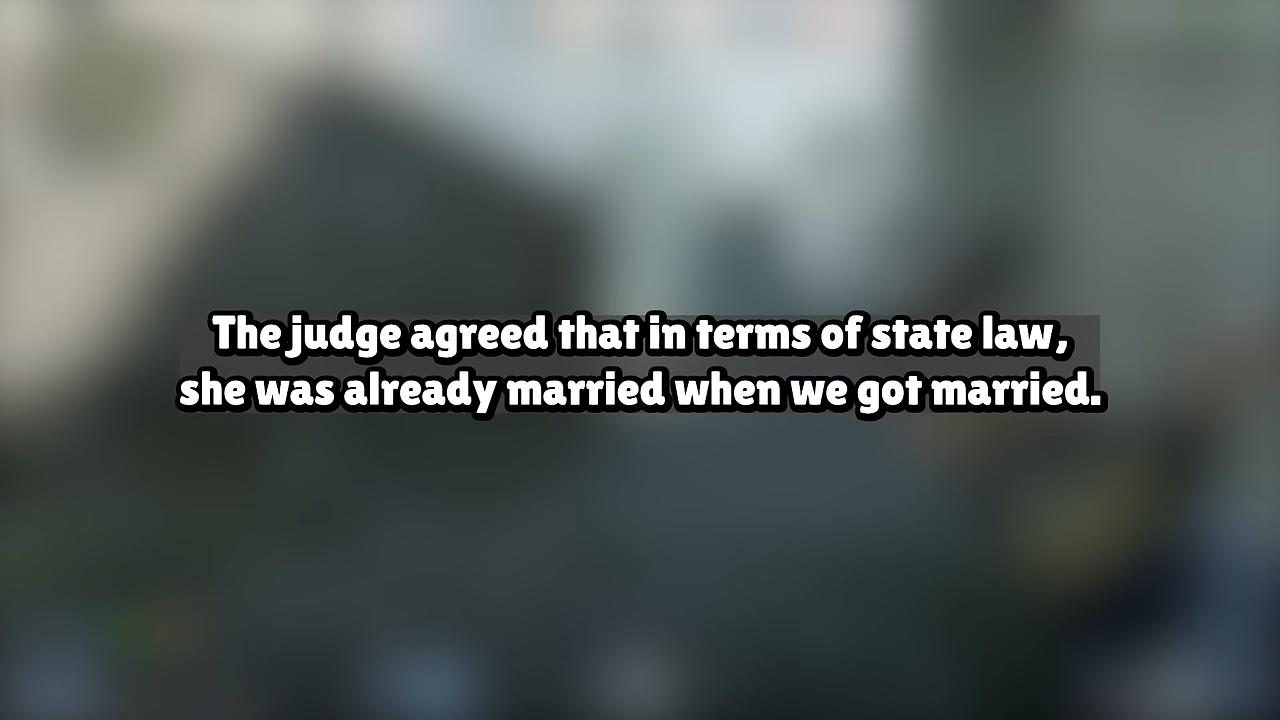 The judge agreed that in terms of state law,
she was already married when we got married.